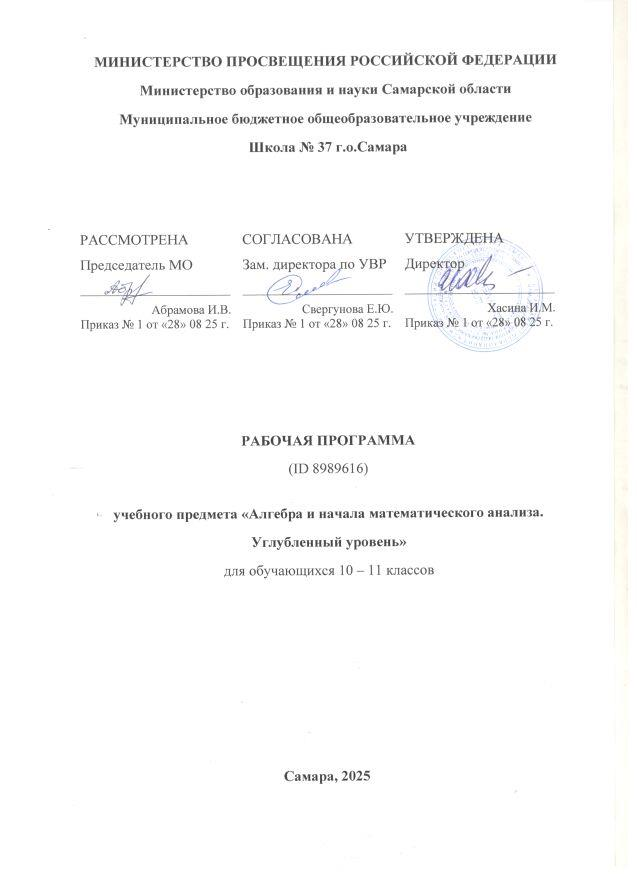 МИНИСТЕРСТВО ПРОСВЕЩЕНИЯ РОССИЙСКОЙ ФЕДЕРАЦИИ
Министерство образования и науки Самарской области
Муниципальное бюджетное общеобразовательное учреждение
Школа № 37 г.о.Самара
РАССМОТРЕНА СОГЛАСОВАНА УТВЕРЖДЕНА
Председатель МО Зам. директора по УВР Директор
Абрамова И.В. Свергунова Е.Ю. Хасина И.М.
Приказ № 1 от «28» 08 25 г. Приказ № 1 от «28» 08 25 г. Приказ № 1 от «28» 08 25 г.
РАБОЧАЯ ПРОГРАММА
(ID 8989616)
учебного предмета «Алгебра и начала математического анализа.
Углубленный уровень»
для обучающихся 10 – 11 классов
Самара, 2025